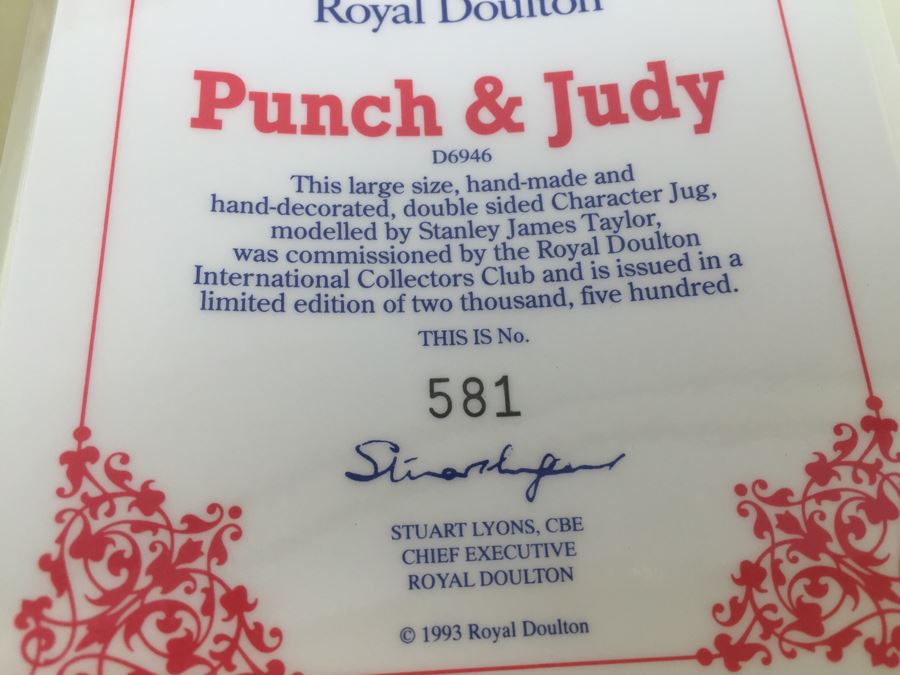 Royal Doulton
Punch & Judy
D6946
This large size, hand-made and
hand-decorated, double sided Character Jug,
modelled by Stanley James Taylor,
was commissioned by the Royal Doulton
International Collectors Club and is issued in a
limited edition of two thousand, five hundred.
THIS IS No.
581
Stuart Lyons
STUART LYONS, CBE
CHIEF EXECUTIVE
ROYAL DOULTON
© 1993 Royal Doulton